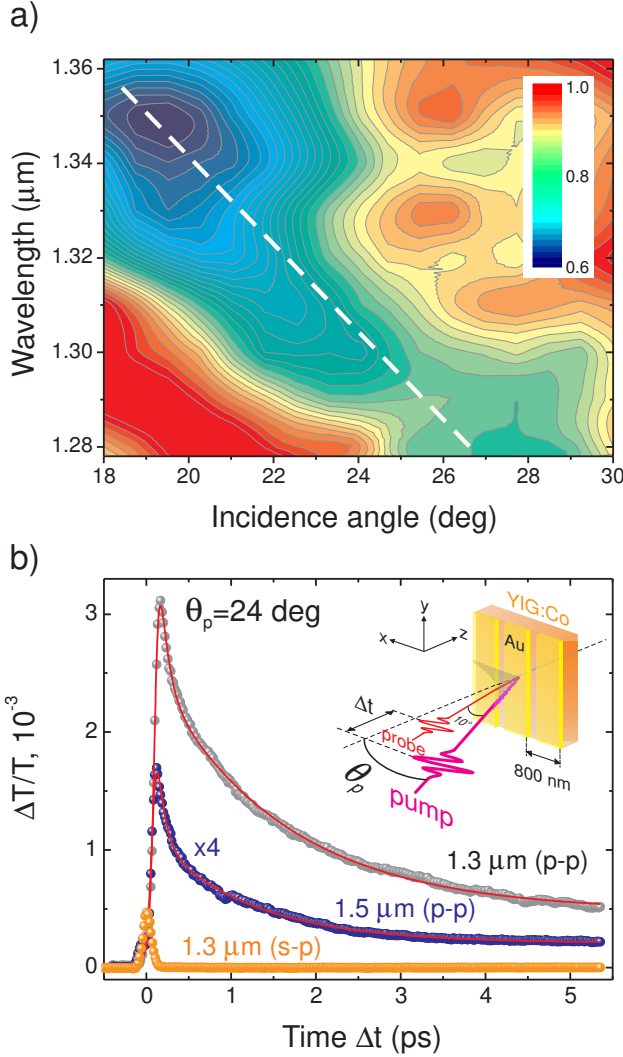 a)
1.36
1.34
1.32
1.30
1.28
Wavelength (μm)
1.0
0.8
0.6
18 20 22 24 26 28 30
Incidence angle (deg)
b)
3
2
1
0
ΔT/T, 10⁻³
θp=24 deg
YIG:Co
Au
y
x
z
Δt
10°
probe
θp
pump
800 nm
x4
1.3 μm (p-p)
1.5 μm (p-p)
1.3 μm (s-p)
0 1 2 3 4 5
Time Δt (ps)